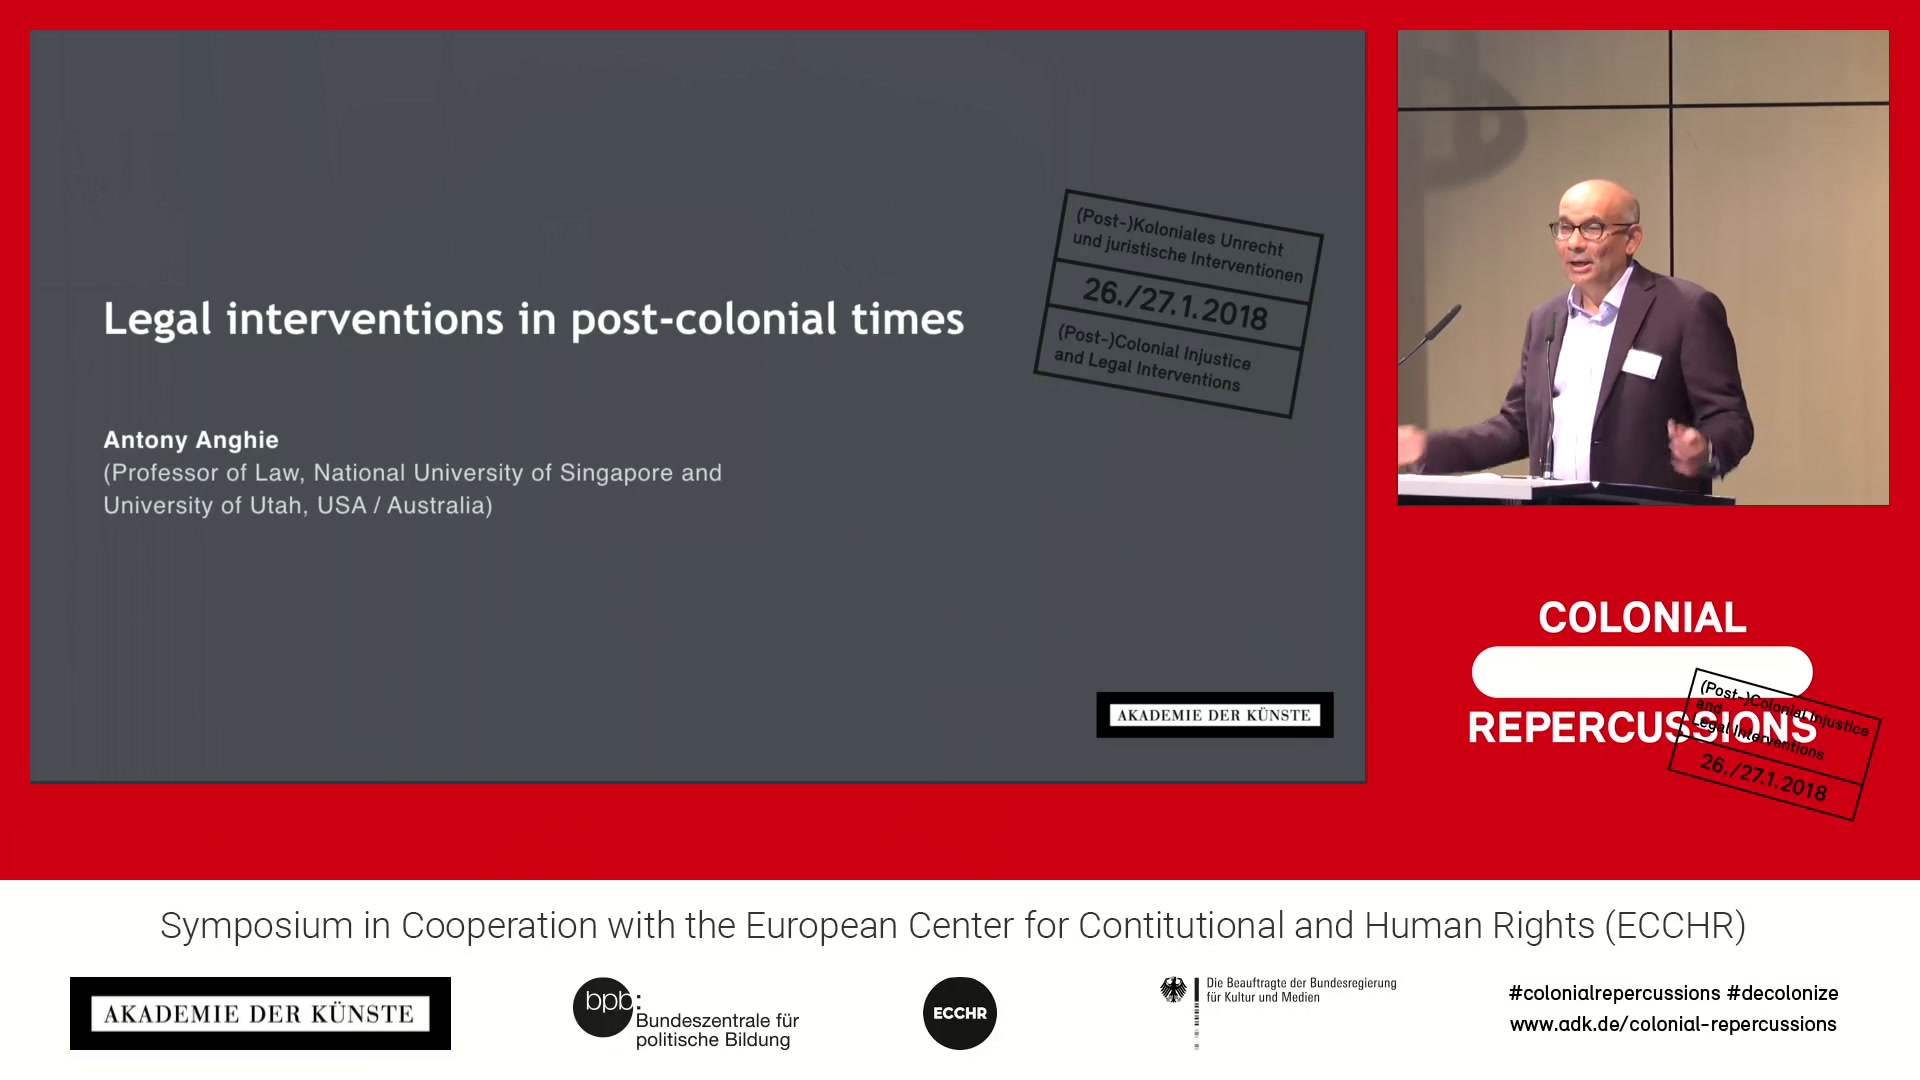 Legal interventions in post-colonial times
Antony Anghie
(Professor of Law, National University of Singapore and
University of Utah, USA / Australia)
(Post-)Koloniales Unrecht
und juristische Interventionen
26./27.1.2018
(Post-)Colonial Injustice
and Legal Interventions
AKADEMIE DER KÜNSTE
COLONIAL
REPERCUSSIONS
(Post-)Colonial Injustice
and
Legal Interventions
26./27.1.2018
Symposium in Cooperation with the European Center for Contitutional and Human Rights (ECCHR)
AKADEMIE DER KÜNSTE
bpb:
Bundeszentrale für
politische Bildung
ECCHR
Die Beauftragte der Bundesregierung
für Kultur und Medien
#colonialrepercussions #decolonize
www.adk.de/colonial-repercussions